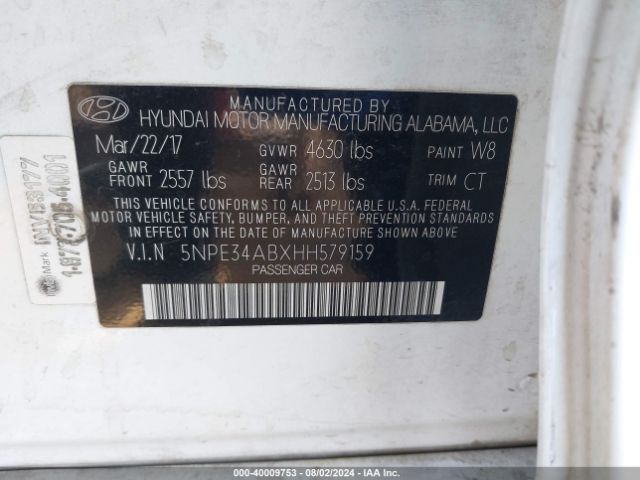 MANUFACTURED BY
HYUNDAI MOTOR MANUFACTURING ALABAMA, LLC
Mar/22/17 GVWR 4630 lbs PAINT W8
GAWR FRONT 2557 lbs GAWR REAR 2513 lbs TRIM CT
THIS VEHICLE CONFORMS TO ALL APPLICABLE U.S.A. FEDERAL
MOTOR VEHICLE SAFETY, BUMPER, AND THEFT PREVENTION
STANDARDS IN EFFECT ON THE DATE OF MANUFACTURE SHOWN ABOVE.
V.I.N 5NPE34ABXHH579159
PASSENGER CAR
Mark
000-40009753 - 08/02/2024 - IAA Inc.